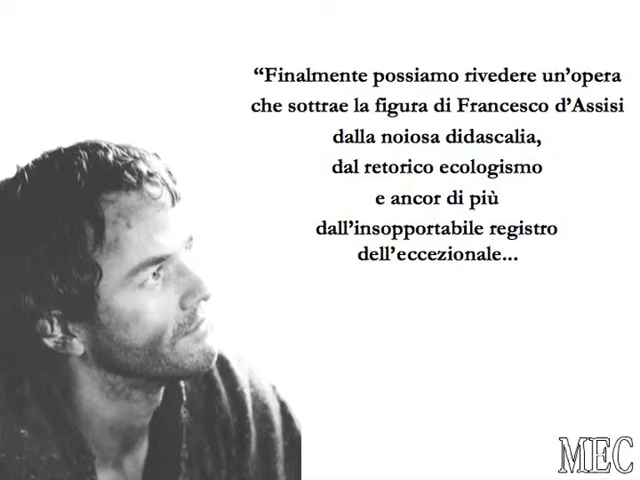 “Finalmente possiamo rivedere un’opera
che sottrae la figura di Francesco d’Assisi
dalla noiosa didascalia,
dal retorico ecologismo
e ancor di più
dall’insopportabile registro
dell’eccezionale...
MEC